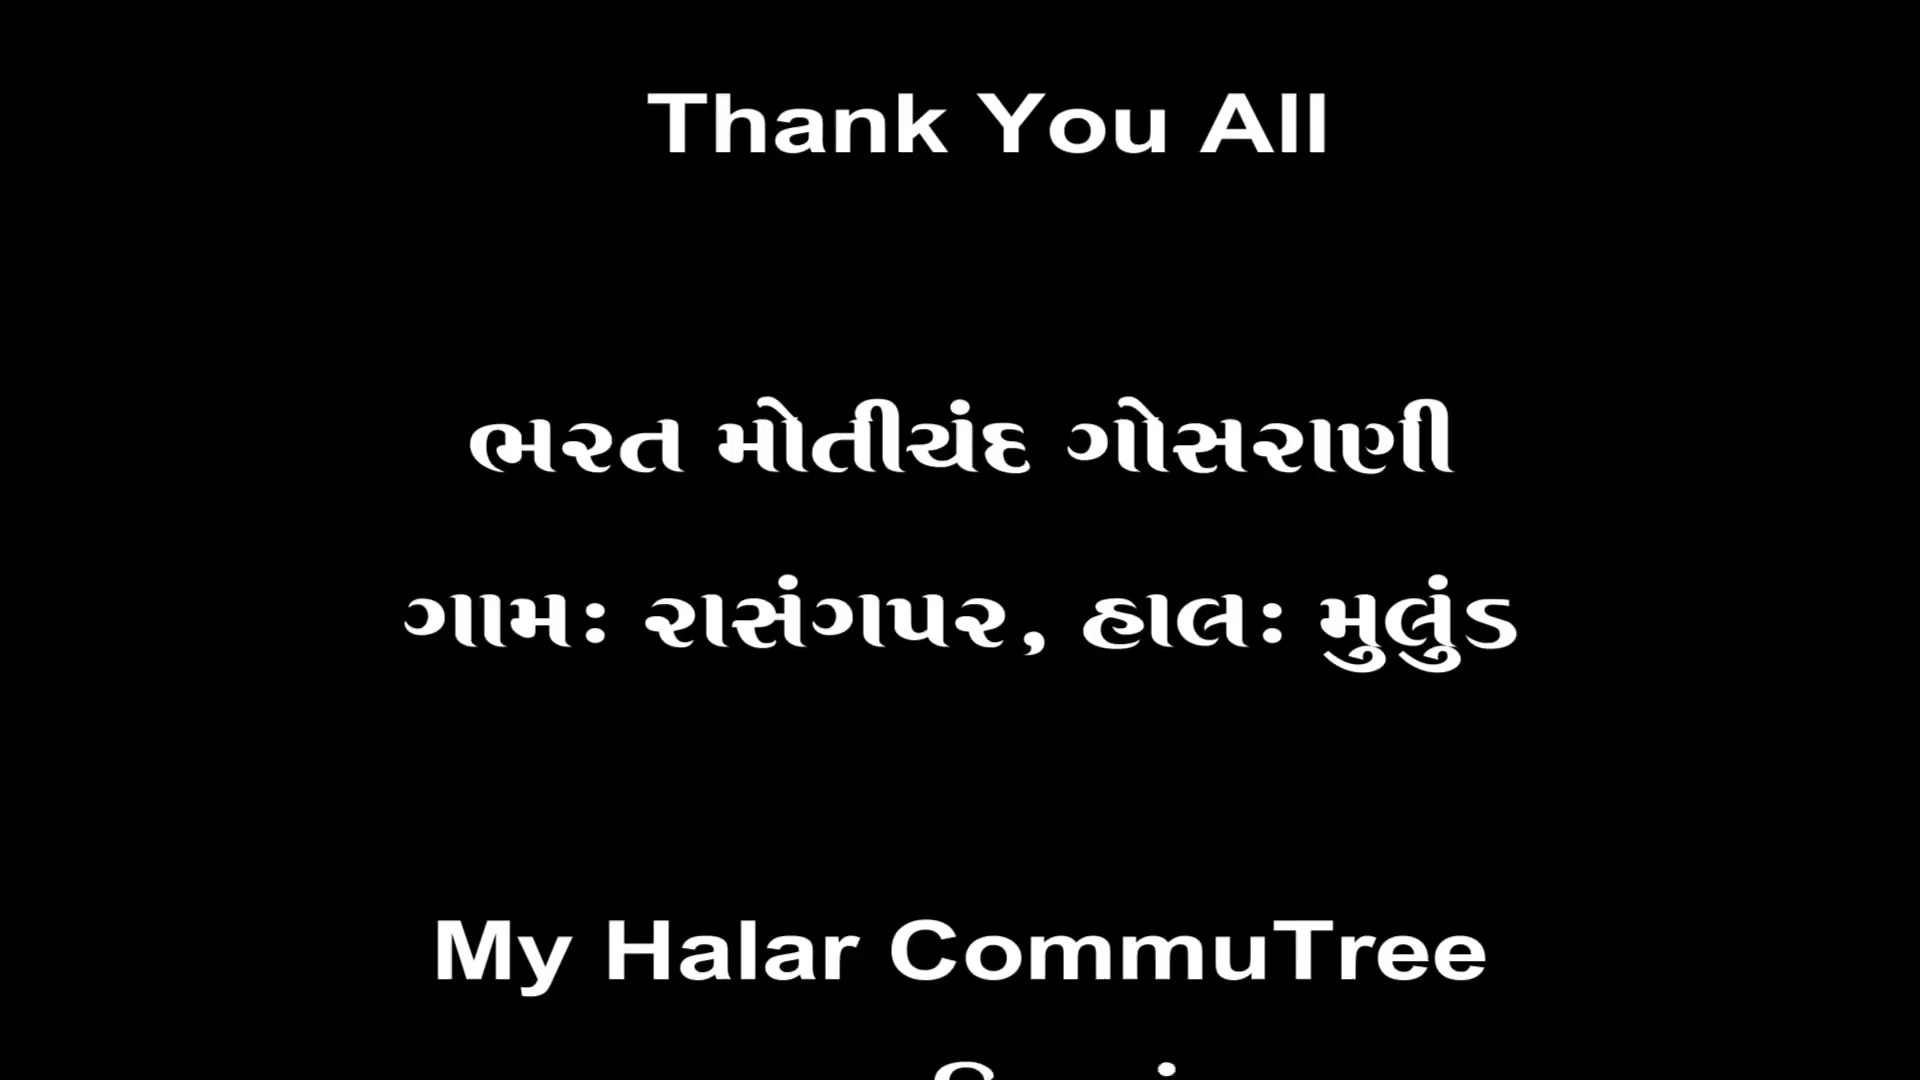 Thank You All
ભરત મોતીચંદ ગોસરાણી
ગામઃ રાસંગપર, હાલઃ મુલુંડ
My Halar CommuTree